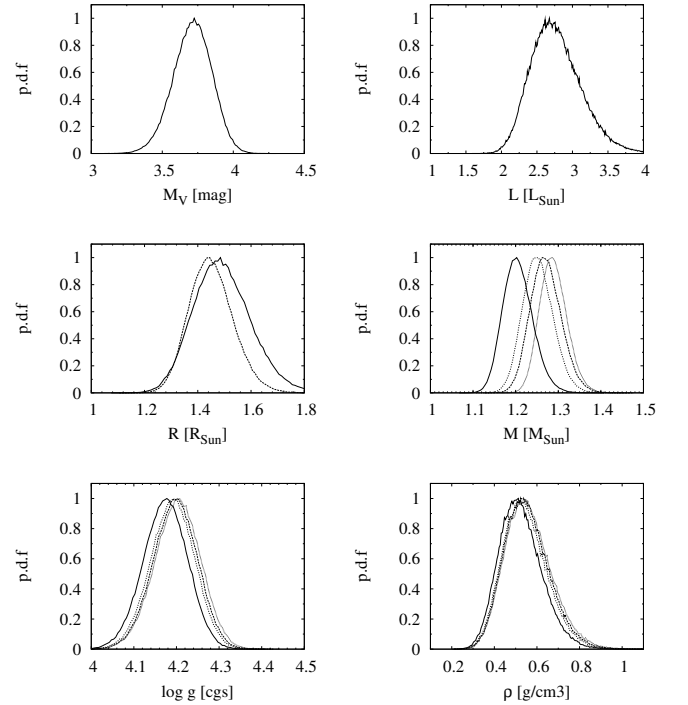 p.d.f
1
0.8
0.6
0.4
0.2
0
3 3.5 4 4.5
M_V [mag]
p.d.f
1
0.8
0.6
0.4
0.2
0
1 1.5 2 2.5 3 3.5 4
L [L_Sun]
p.d.f
1
0.8
0.6
0.4
0.2
0
1 1.2 1.4 1.6 1.8
R [R_Sun]
p.d.f
1
0.8
0.6
0.4
0.2
0
1 1.1 1.2 1.3 1.4 1.5
M [M_Sun]
p.d.f
1
0.8
0.6
0.4
0.2
0
4 4.1 4.2 4.3 4.4 4.5
log g [cgs]
p.d.f
1
0.8
0.6
0.4
0.2
0
0.2 0.4 0.6 0.8 1
ρ [g/cm3]